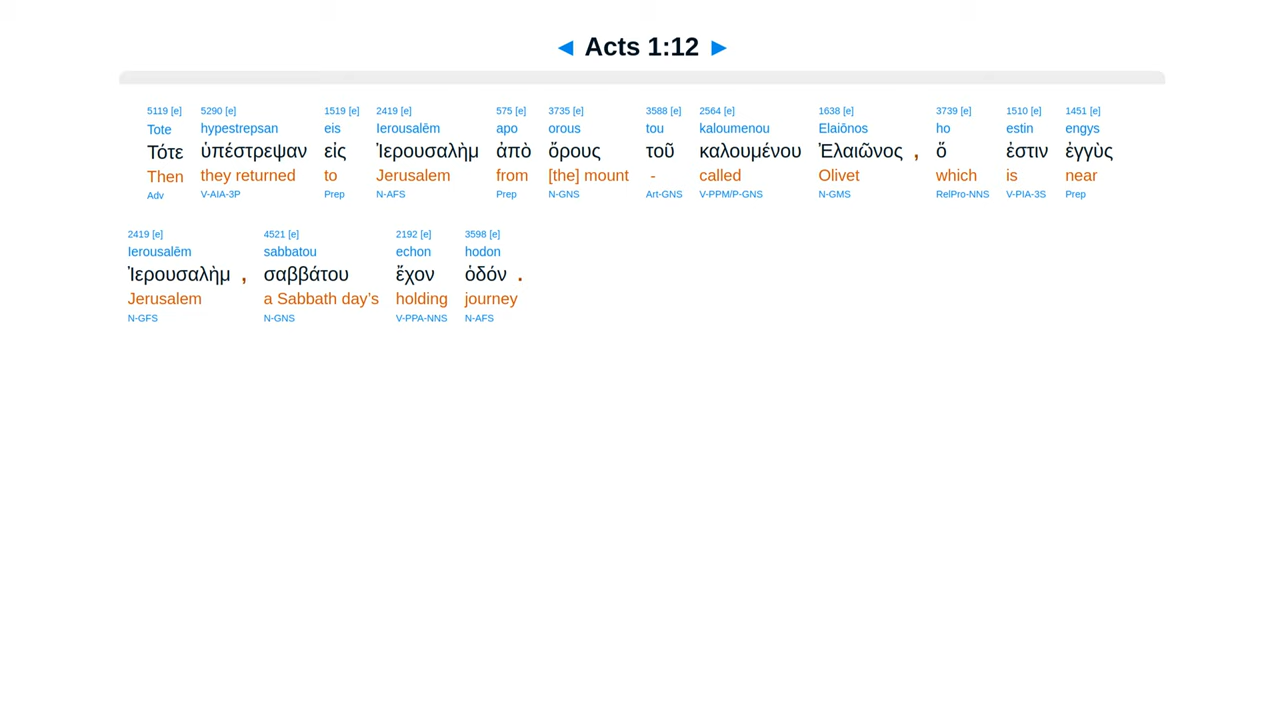 ◄ Acts 1:12 ►
5119 [e] 5290 [e] 1519 [e] 2419 [e] 575 [e] 3735 [e] 3588 [e] 2564 [e] 1638 [e] 3739 [e] 1510 [e] 1451 [e]
Tote hypestrepsan eis Ierousalēm apo orous tou kaloumenou Elaiōnos ho estin engys
Τότε ὑπέστρεψαν εἰς Ἰερουσαλὴμ ἀπὸ ὄρους τοῦ καλουμένου Ἐλαιῶνος , ὅ ἐστιν ἐγγὺς
Then they returned to Jerusalem from [the] mount - called Olivet which is near
Adv V-AIA-3P Prep N-AFS Prep N-GNS Art-GNS V-PPM/P-GNS N-GMS RelPro-NNS V-PIA-3S Prep
2419 [e] 4521 [e] 2192 [e] 3598 [e]
Ierousalēm sabbatou echon hodon
Ἰερουσαλὴμ , σαββάτου ἔχον ὁδόν .
Jerusalem a Sabbath day’s holding journey
N-GFS N-GNS V-PPA-NNS N-AFS